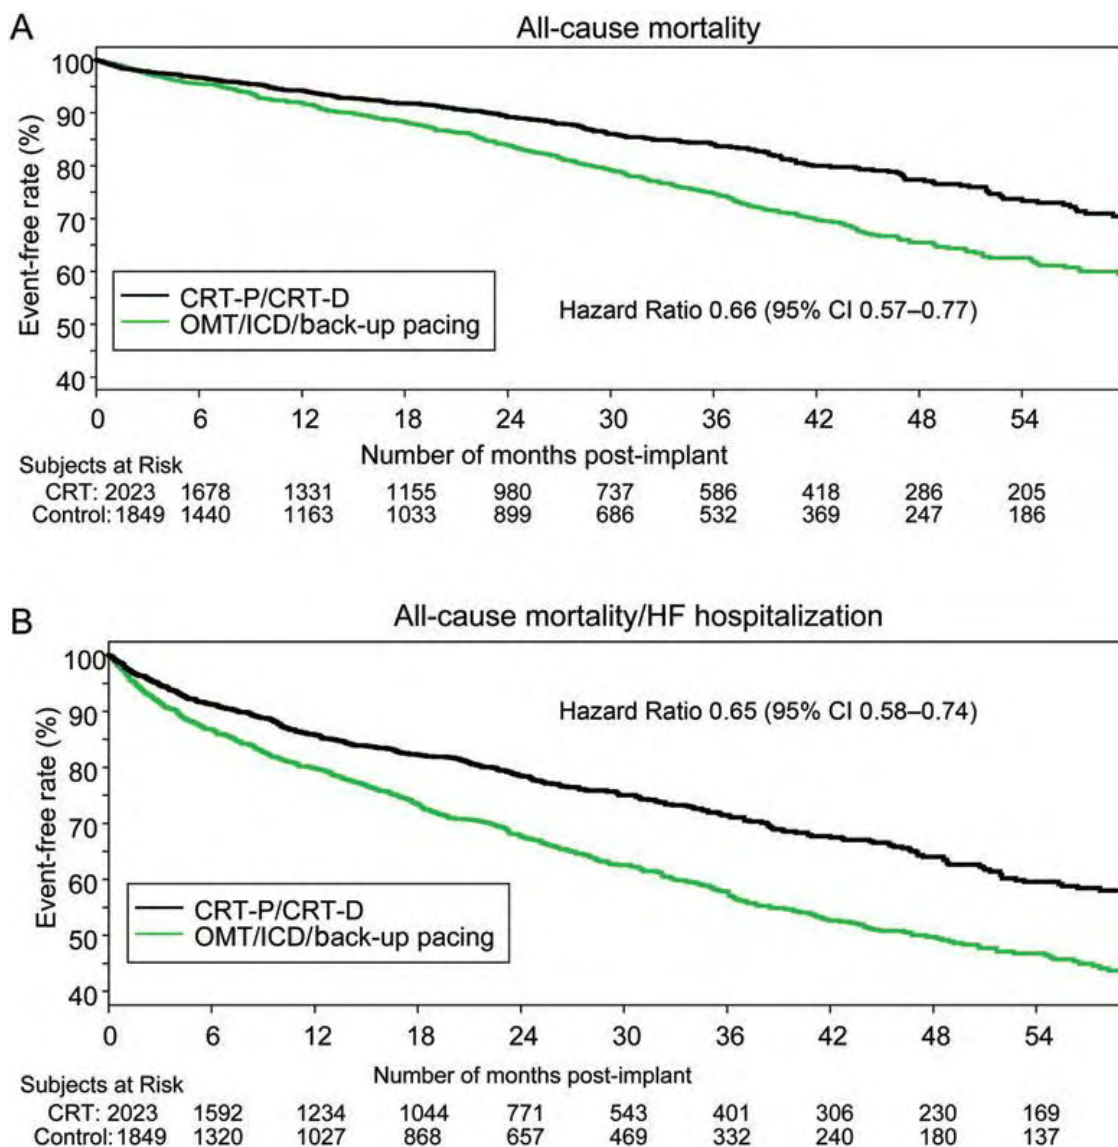 A
All-cause mortality
Event-free rate (%)
100
90
80
70
60
50
40
CRT-P/CRT-D
OMT/ICD/back-up pacing
Hazard Ratio 0.66 (95% CI 0.57–0.77)
0 6 12 18 24 30 36 42 48 54
Number of months post-implant
Subjects at Risk
CRT: 2023 1678 1331 1155 980 737 586 418 286 205
Control: 1849 1440 1163 1033 899 686 532 369 247 186
B
All-cause mortality/HF hospitalization
Event-free rate (%)
100
90
80
70
60
50
40
Hazard Ratio 0.65 (95% CI 0.58–0.74)
CRT-P/CRT-D
OMT/ICD/back-up pacing
0 6 12 18 24 30 36 42 48 54
Number of months post-implant
Subjects at Risk
CRT: 2023 1592 1234 1044 771 543 401 306 230 169
Control: 1849 1320 1027 868 657 469 332 240 180 137